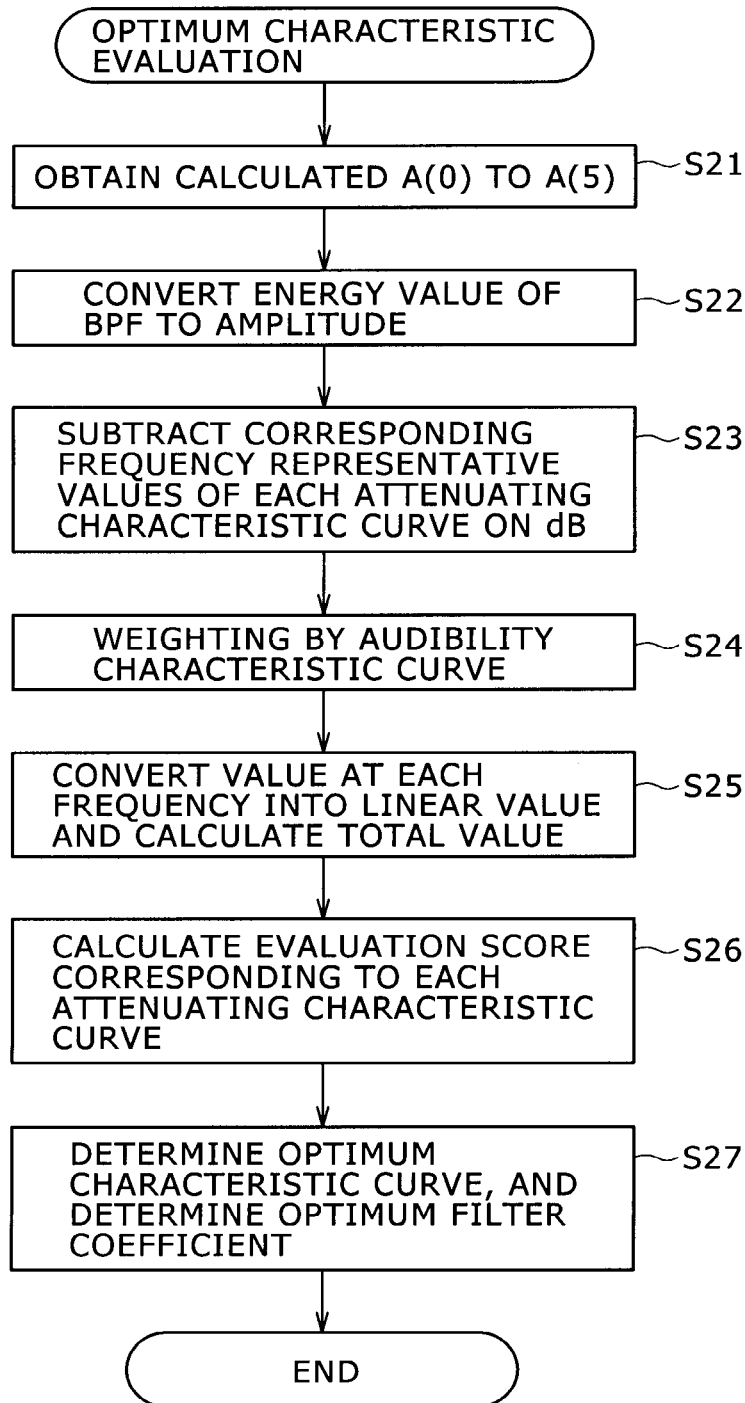 OPTIMUM CHARACTERISTIC
EVALUATION
OBTAIN CALCULATED A(0) TO A(5)
S21
CONVERT ENERGY VALUE OF
BPF TO AMPLITUDE
S22
SUBTRACT CORRESPONDING
FREQUENCY REPRESENTATIVE
VALUES OF EACH ATTENUATING
CHARACTERISTIC CURVE ON dB
S23
WEIGHTING BY AUDIBILITY
CHARACTERISTIC CURVE
S24
CONVERT VALUE AT EACH
FREQUENCY INTO LINEAR VALUE
AND CALCULATE TOTAL VALUE
S25
CALCULATE EVALUATION SCORE
CORRESPONDING TO EACH
ATTENUATING CHARACTERISTIC
CURVE
S26
DETERMINE OPTIMUM
CHARACTERISTIC CURVE, AND
DETERMINE OPTIMUM FILTER
COEFFICIENT
S27
END